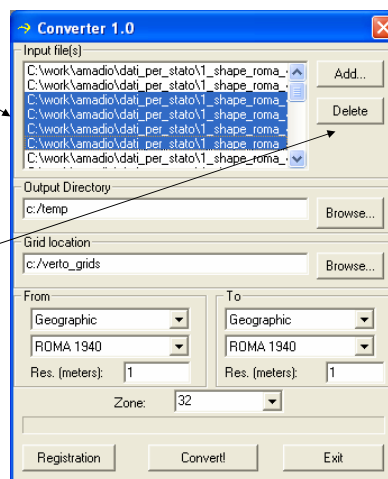 Converter 1.0
Input file(s)
C:\work\amadio\dati_per_stato\1_shape_roma_
C:\work\amadio\dati_per_stato\1_shape_roma_
C:\work\amadio\dati_per_stato\1_shape_roma_
C:\work\amadio\dati_per_stato\1_shape_roma_
C:\work\amadio\dati_per_stato\1_shape_roma_
C:\work\amadio\dati_per_stato\1_shape_roma_
C:\work\amadio\dati_per_stato\1_shape_roma_
Add...
Delete
Output Directory
c:/temp
Browse...
Grid location
c:/verto_grids
Browse...
From
Geographic
ROMA 1940
Res. (meters): 1
To
Geographic
ROMA 1940
Res. (meters): 1
Zone: 32
Registration Convert! Exit